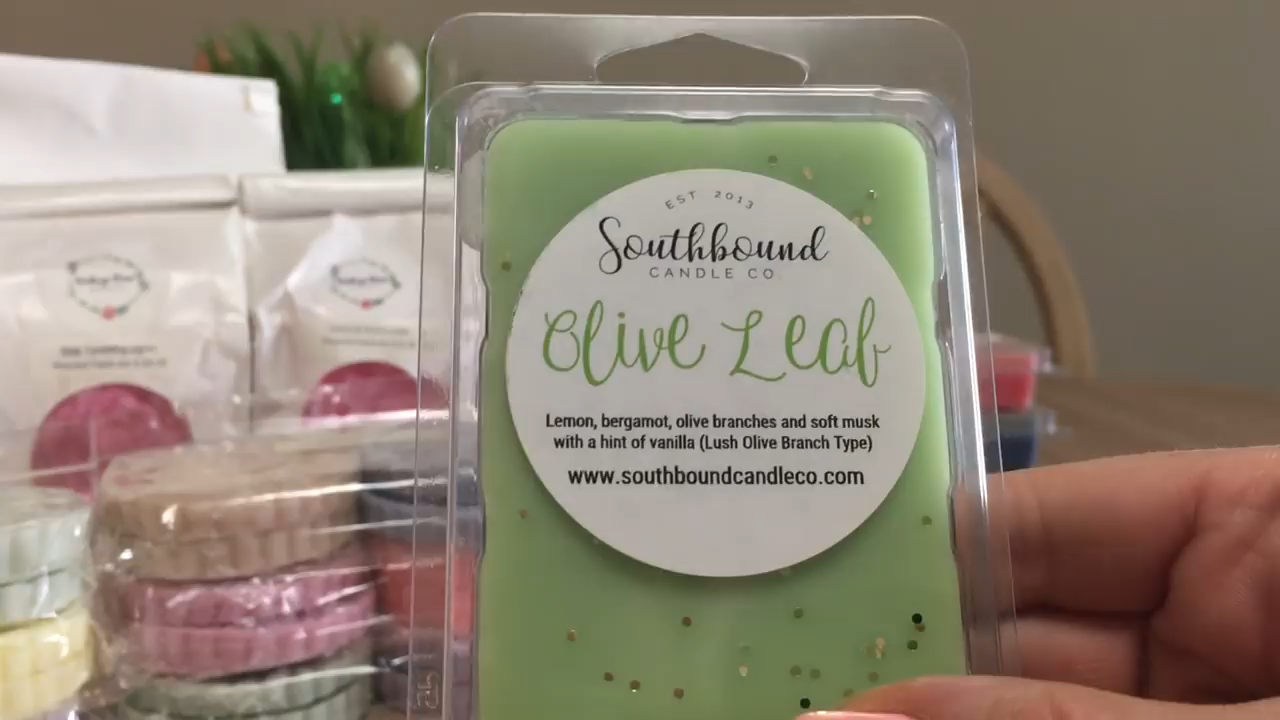 EST 2013
Southbound
CANDLE CO
Olive Leaf
Lemon, bergamot, olive branches and soft musk
with a hint of vanilla (Lush Olive Branch Type)
www.southboundcandleco.com